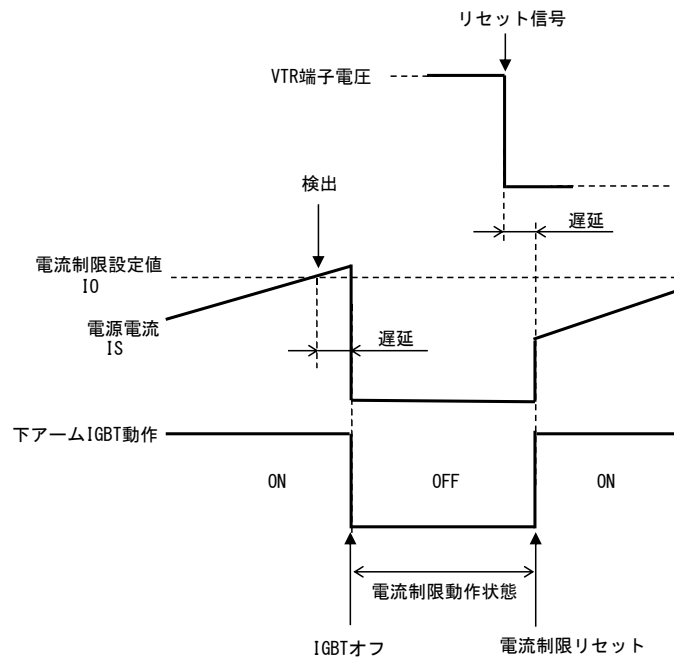 リセット信号
VTR端子電圧
検出
遅延
電流制限設定値
IO
電源電流
IS
遅延
下アームIGBT動作
ON
OFF
ON
電流制限動作状態
IGBTオフ
電流制限リセット